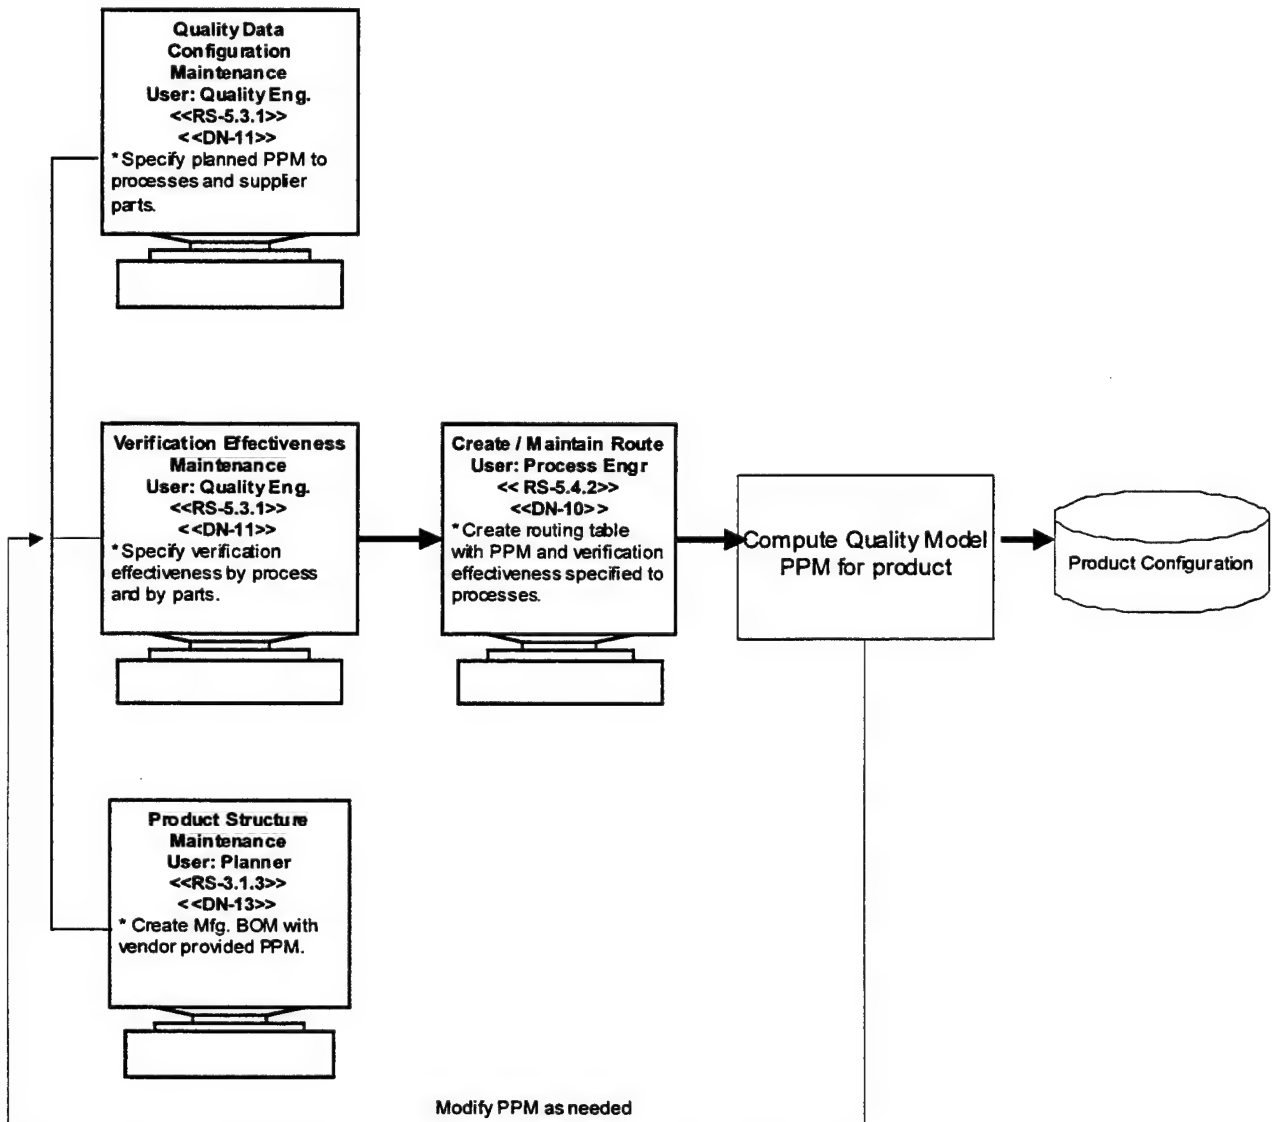 Quality Data
Configuration
Maintenance
User: Quality Eng.
<<RS-5.3.1>>
<<DN-11>>
* Specify planned PPM to
processes and supplier
parts.
Verification Effectiveness
Maintenance
User: Quality Eng.
<<RS-5.3.1>>
<<DN-11>>
* Specify verification
effectiveness by process
and by parts.
Create / Maintain Route
User: Process Engr
<< RS-5.4.2>>
<<DN-10>>
* Create routing table
with PPM and verification
effectiveness specified to
processes.
Compute Quality Model
PPM for product
Product Configuration
Product Structure
Maintenance
User: Planner
<<RS-3.1.3>>
<<DN-13>>
* Create Mfg. BOM with
vendor provided PPM.
Modify PPM as needed